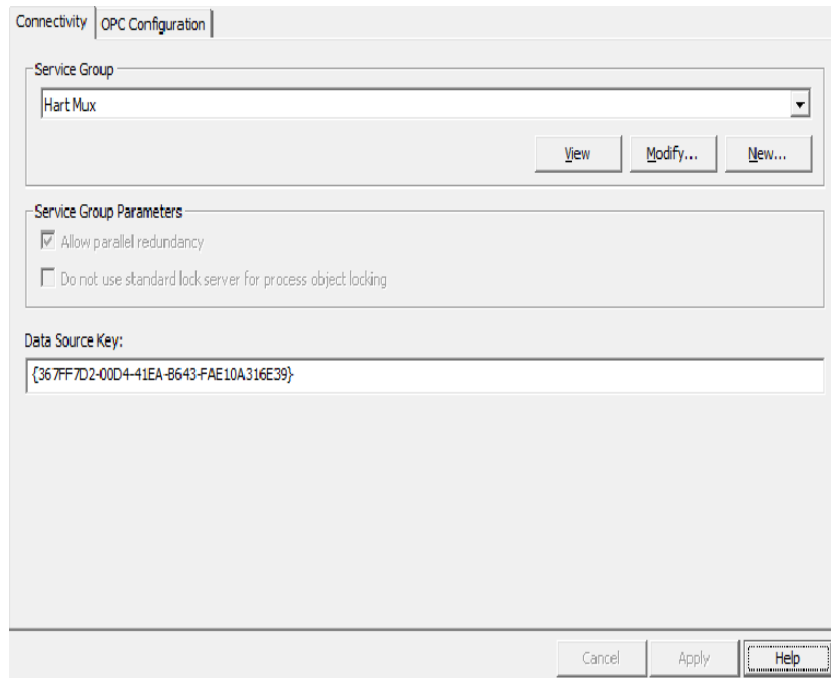 Connectivity OPC Configuration
Service Group
Hart Mux
View Modify... New...
Service Group Parameters
Allow parallel redundancy
Do not use standard lock server for process object locking
Data Source Key:
{367FF7D2-00D4-41EA-B643-FAE10A316E39}
Cancel Apply Help